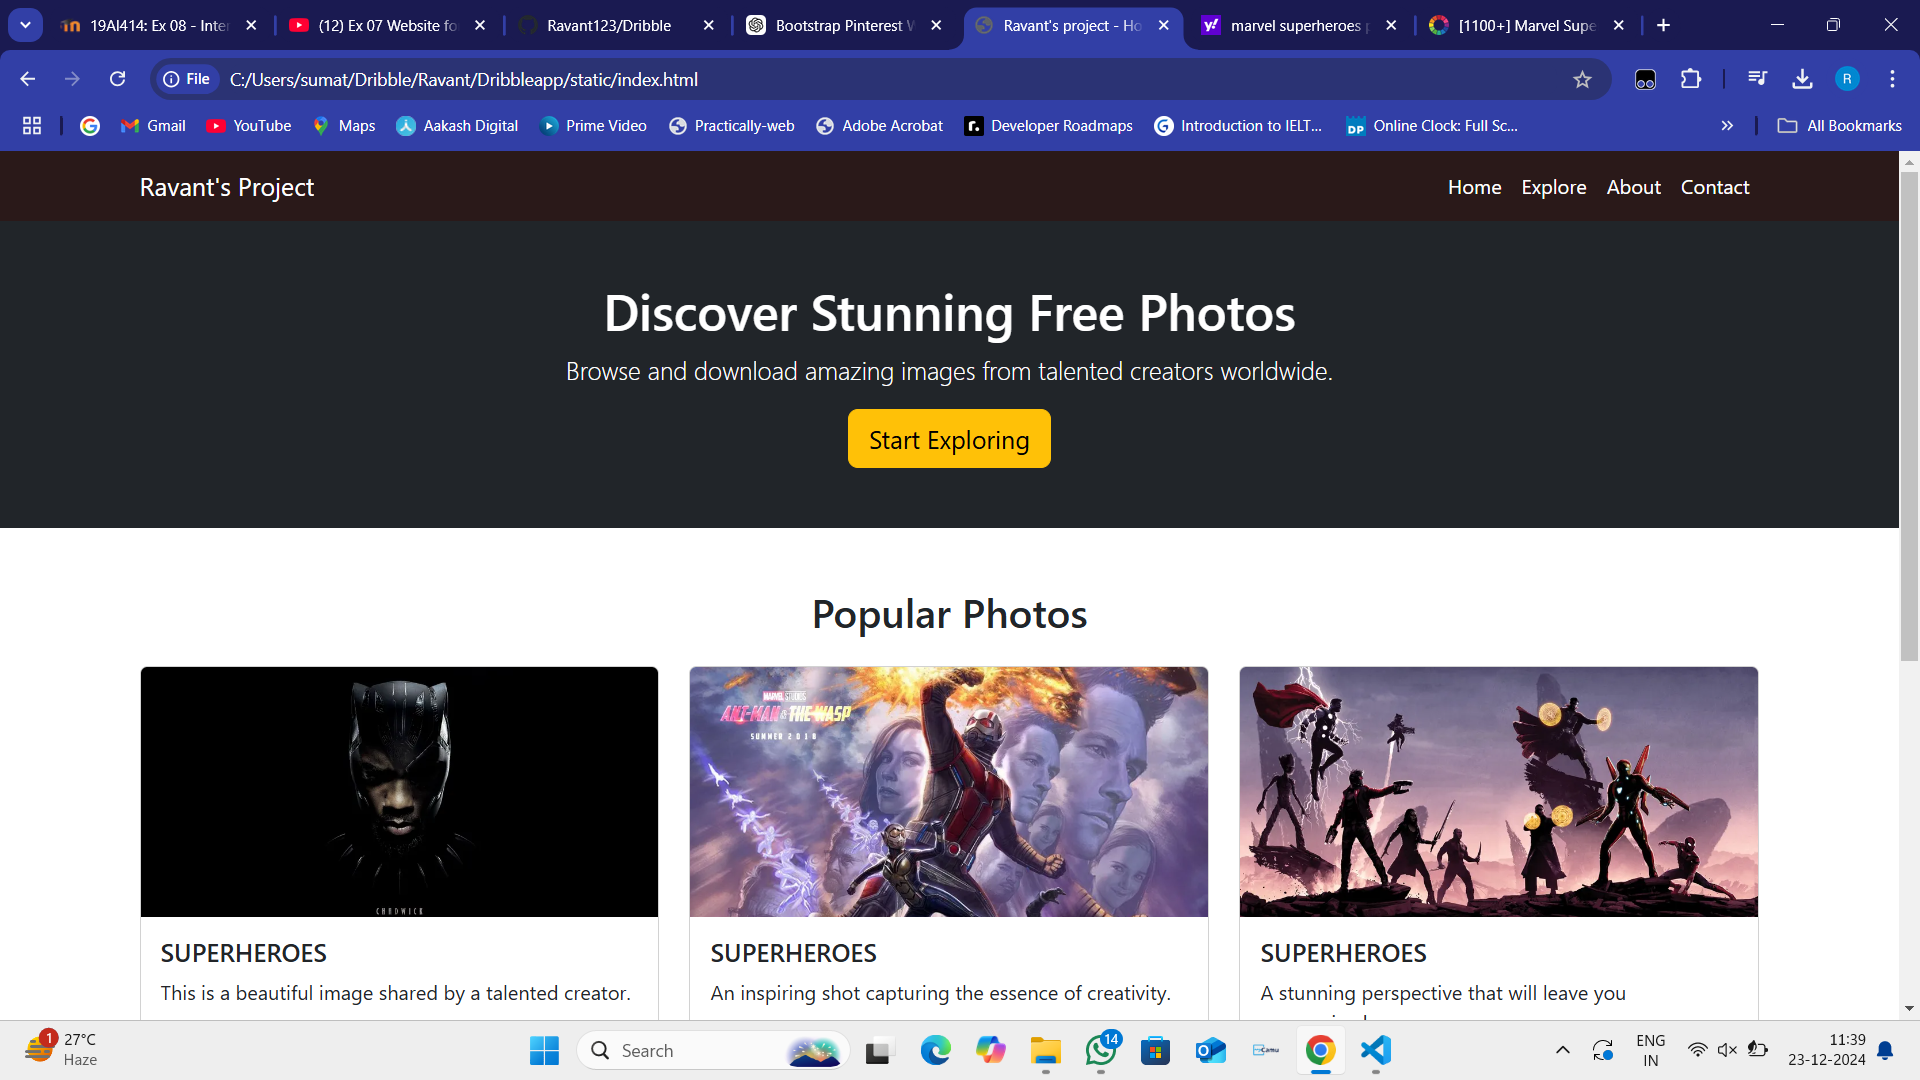 19AI414: Ex 08 - Inter
(12) Ex 07 Website fo
Ravant123/Dribble
Bootstrap Pinterest W
Ravant's project - Ho
marvel superheroes p
[1100+] Marvel Supe
File
C:/Users/sumat/Dribble/Ravant/Dribbleapp/static/index.html
R
Gmail
YouTube
Maps
Aakash Digital
Prime Video
Practically-web
Adobe Acrobat
Developer Roadmaps
Introduction to IELT...
DP
Online Clock: Full Sc...
All Bookmarks
Ravant's Project
Home
Explore
About
Contact
Discover Stunning Free Photos
Browse and download amazing images from talented creators worldwide.
Start Exploring
Popular Photos
MARVEL STUDIOS
ANT-MAN & THE WASP
SUMMER 2018
CHADWICK
SUPERHEROES
This is a beautiful image shared by a talented creator.
SUPERHEROES
An inspiring shot capturing the essence of creativity.
SUPERHEROES
A stunning perspective that will leave you
1
27°C
Haze
Search
14
Camu
ENG
IN
11:39
23-12-2024